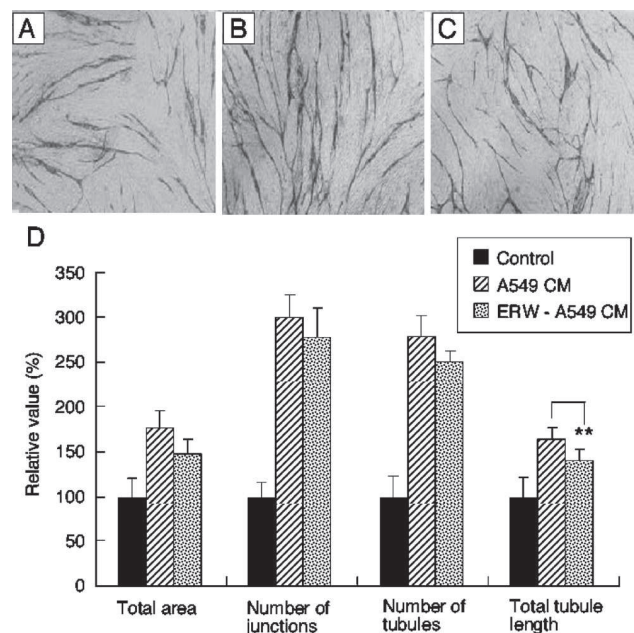 A
B
C
D
Control
A549 CM
ERW - A549 CM
Relative value (%)
350
300
250
200
150
100
50
0
**
Total area
Number of
junctions
Number of
tubules
Total tubule
length